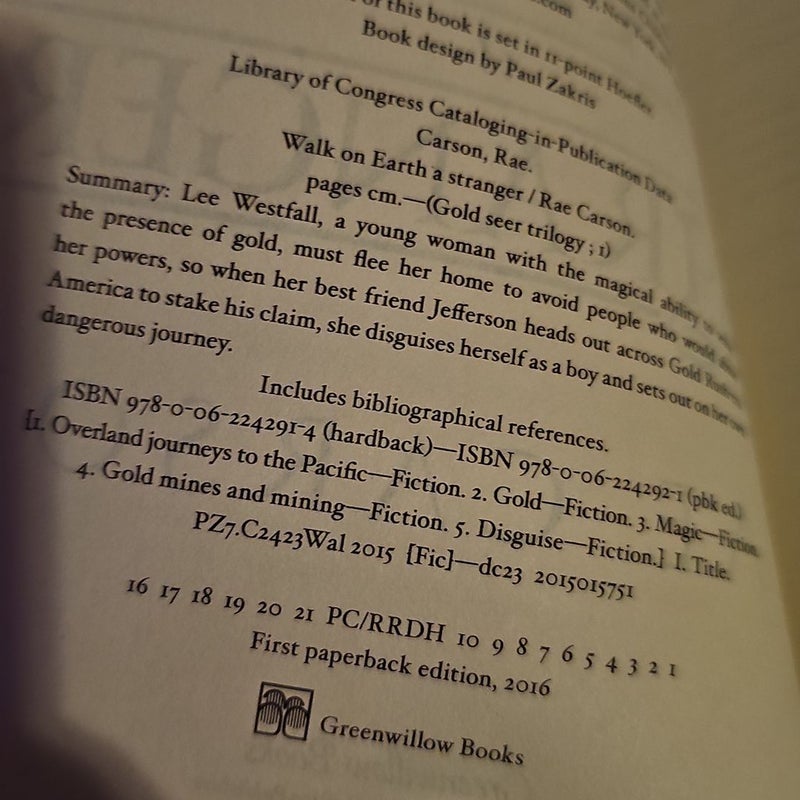 of this book is set in 11-point Hoefler
Book design by Paul Zakris
Library of Congress Cataloging-in-Publication Data
Carson, Rae.
Walk on Earth a stranger / Rae Carson.
pages cm.—(Gold seer trilogy ; 1)
Summary: Lee Westfall, a young woman with the magical ability to
the presence of gold, must flee her home to avoid people who would
her powers, so when her best friend Jefferson heads out across Gold
America to stake his claim, she disguises herself as a boy and sets out on her own
dangerous journey.
Includes bibliographical references.
ISBN 978-0-06-224291-4 (hardback)—ISBN 978-0-06-224292-1 (pbk ed.)
[1. Overland journeys to the Pacific—Fiction. 2. Gold—Fiction. 3. Magic—Fiction.
4. Gold mines and mining—Fiction. 5. Disguise—Fiction.] I. Title.
PZ7.C2423Wal 2015 [Fic]—dc23 2015015751
16 17 18 19 20 21 PC/RRDH 10 9 8 7 6 5 4 3 2 1
First paperback edition, 2016
Greenwillow Books